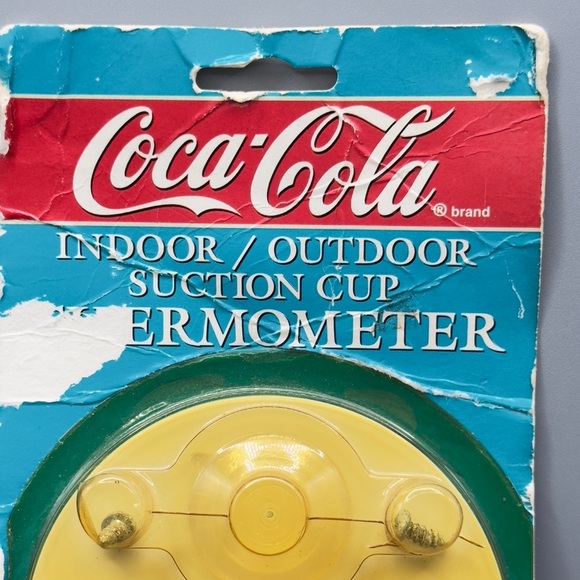 Coca-Cola
® brand
INDOOR / OUTDOOR
SUCTION CUP
ERMOMETER